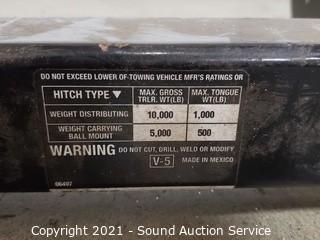 DO NOT EXCEED LOWER OF-TOWING VEHICLE MFR'S RATINGS OR
HITCH TYPE ▼ MAX. GROSS TRLR. WT(LB) MAX. TONGUE WT(LB)
WEIGHT DISTRIBUTING 10,000 1,000
WEIGHT CARRYING BALL MOUNT 5,000 500
WARNING DO NOT CUT, DRILL, WELD OR MODIFY
V-5 MADE IN MEXICO
06497
Copyright © 2021 - Sound Auction Service